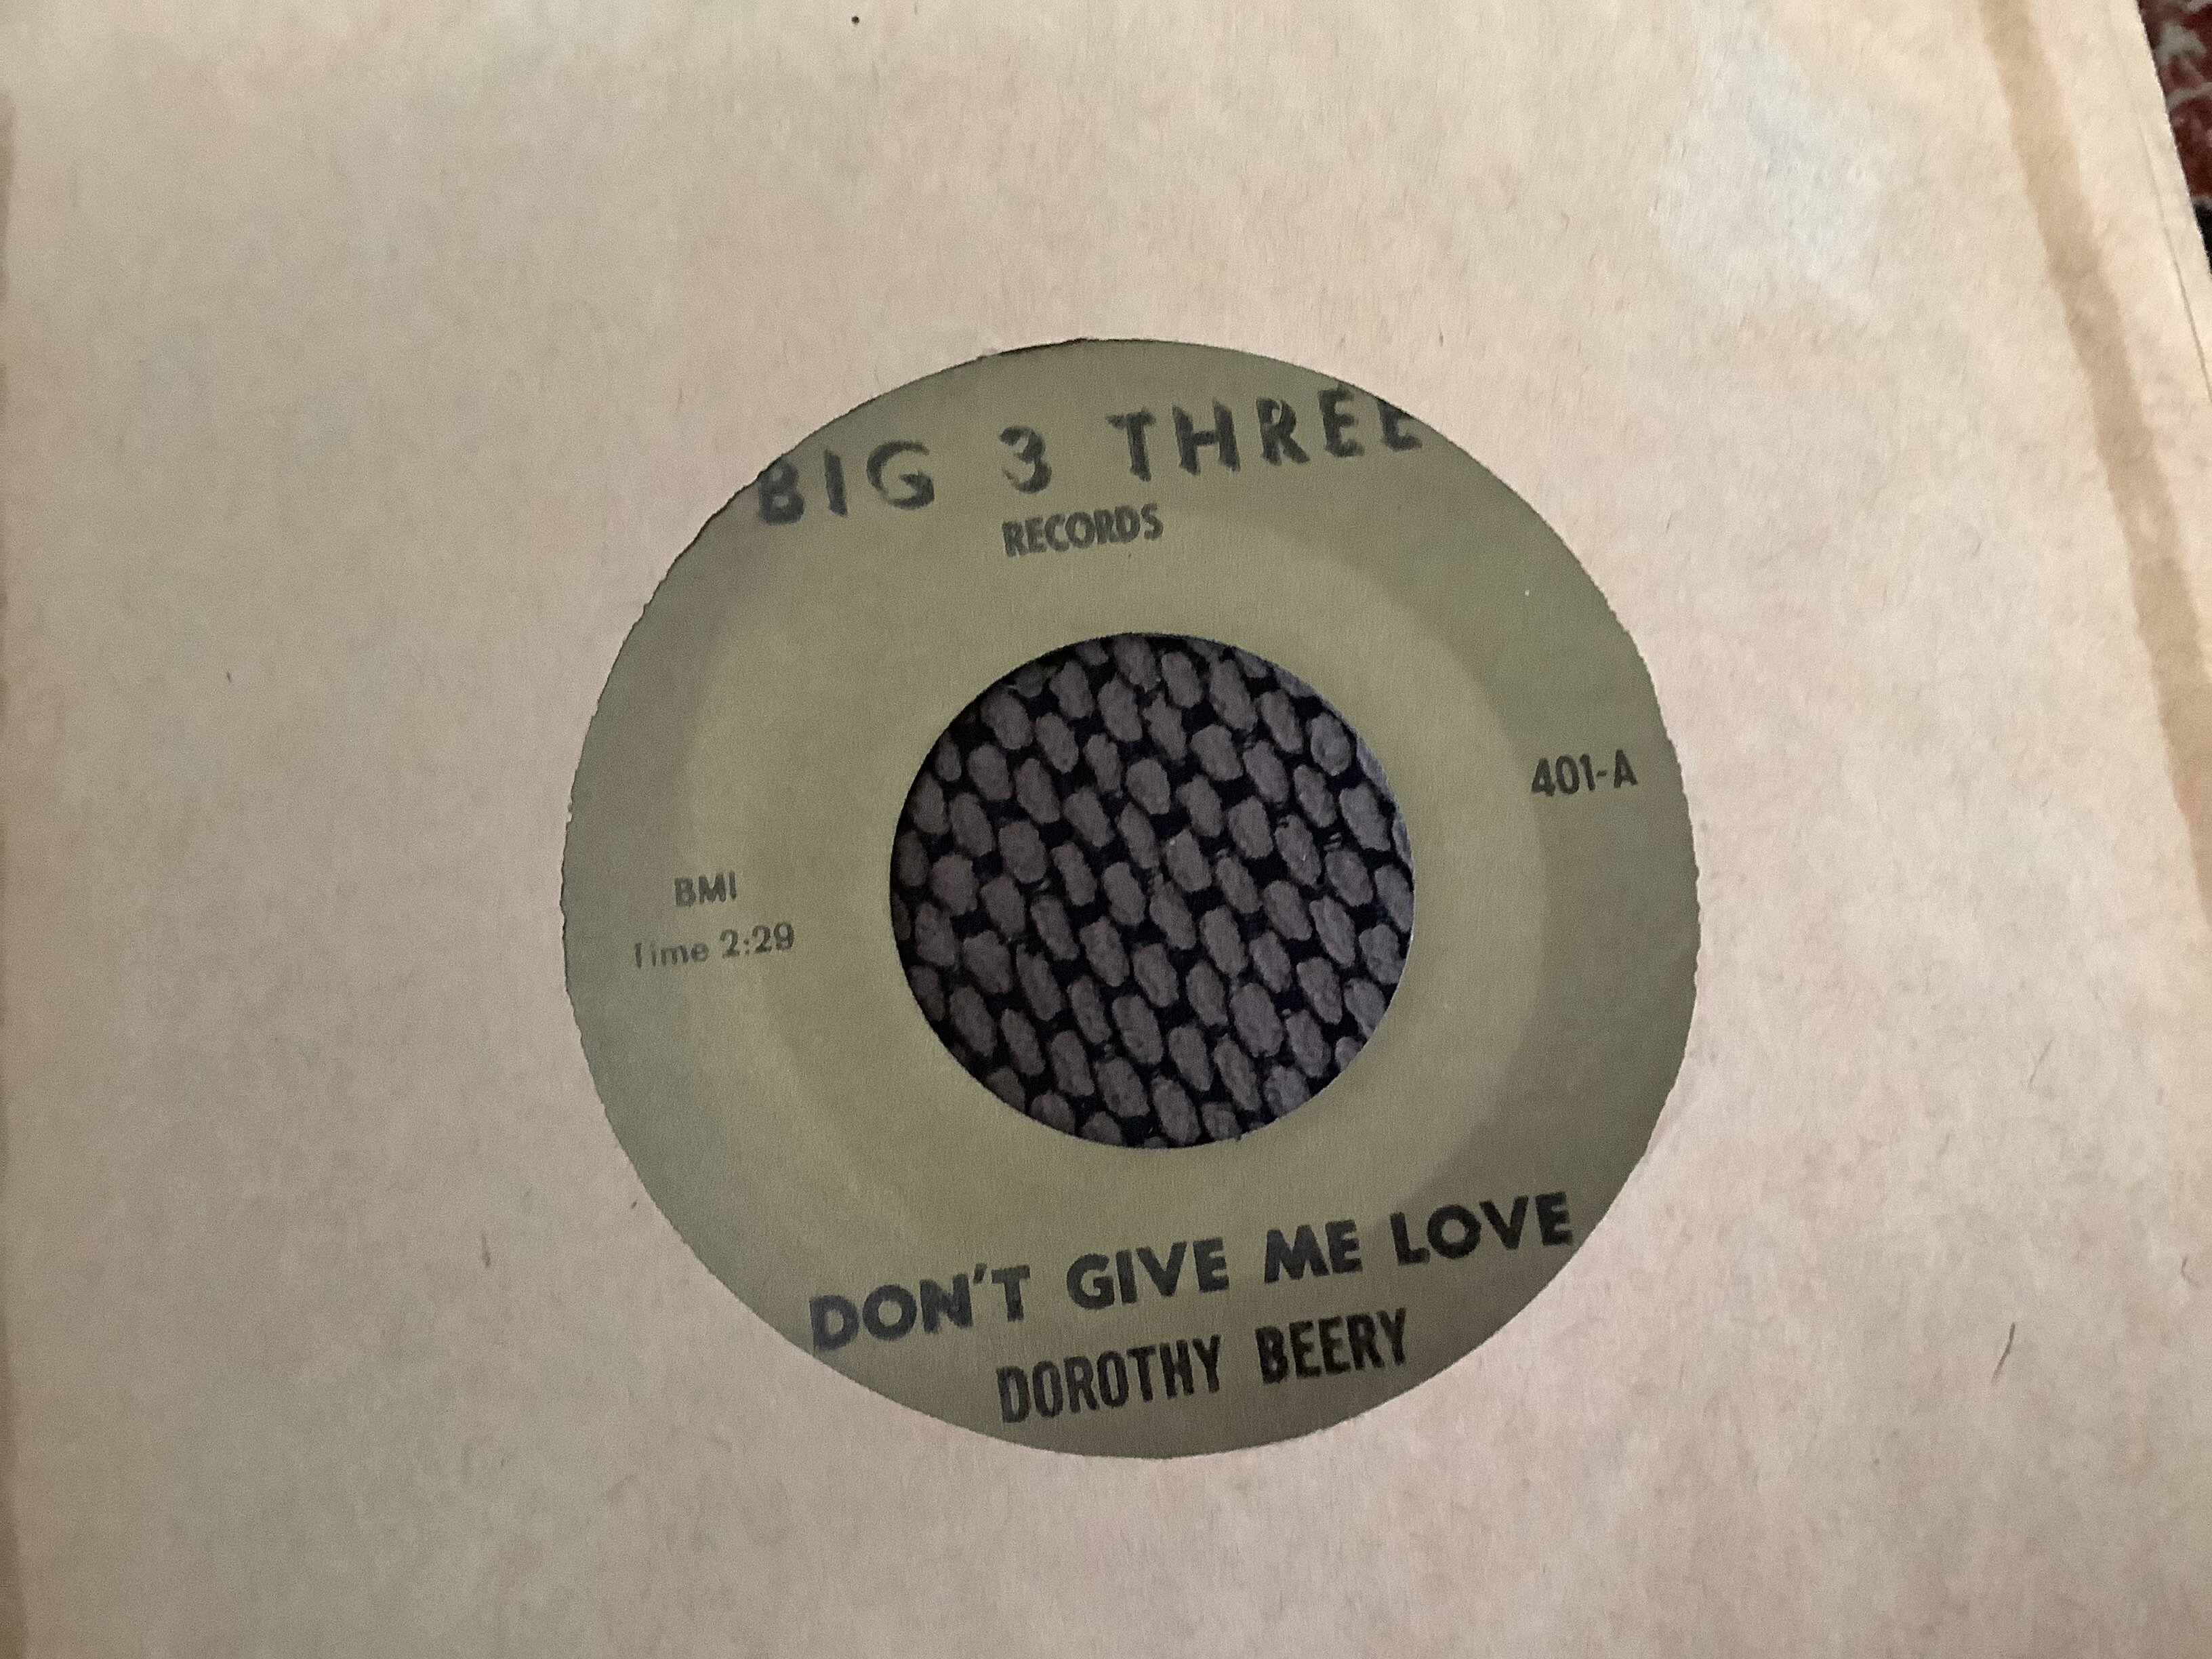 BIG 3 THREE
RECORDS
401-A
BMI
Time 2:29
DON'T GIVE ME LOVE
DOROTHY BEERY